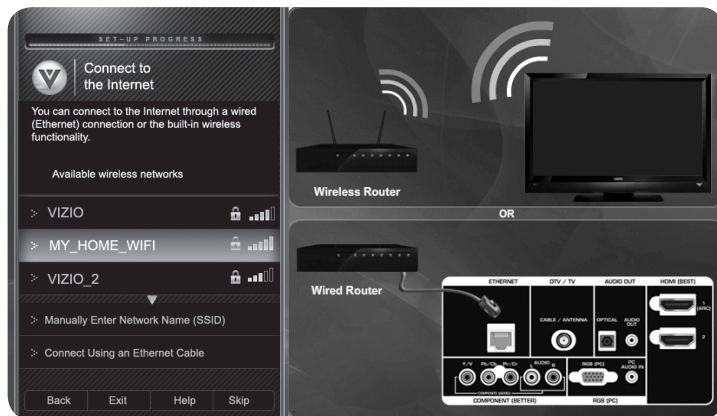 SET-UP PROGRESS
V
Connect to
the Internet
You can connect to the Internet through a wired
(Ethernet) connection or the built-in wireless
functionality.
Available wireless networks
VIZIO
MY_HOME_WIFI
VIZIO_2
Manually Enter Network Name (SSID)
Connect Using an Ethernet Cable
Back Exit Help Skip
Wireless Router
OR
Wired Router
ETHERNET DTV / TV AUDIO OUT HDMI (BEST)
1
(ARC)
CABLE / ANTENNA OPTICAL AUDIO
OUT
2
Y/V Pb/Cb Pr/Cr L AUDIO R RGB (PC) PC
AUDIO IN
COMPONENT (BETTER) RGB (PC)